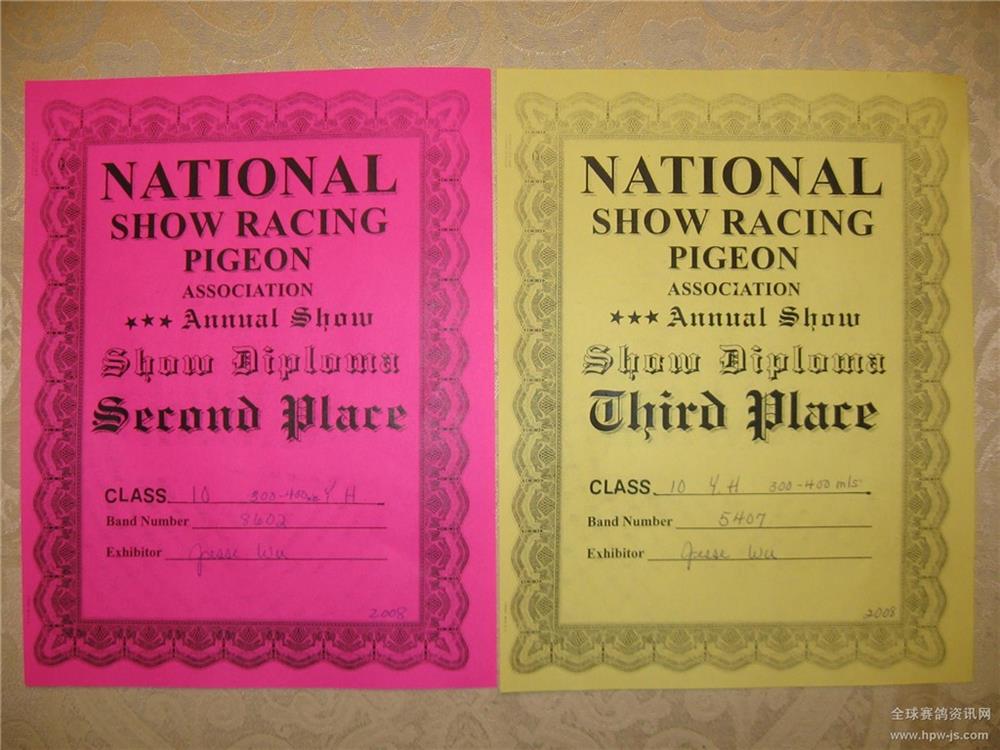 NATIONAL
SHOW RACING
PIGEON
ASSOCIATION
★★★ Annual Show
Show Diploma
Second Place
CLASS 10 300-400 Y H
Band Number 8602
Exhibitor Jesse Wu
2008
NATIONAL
SHOW RACING
PIGEON
ASSOCIATION
★★★ Annual Show
Show Diploma
Third Place
CLASS 10 Y H 300-400 mls
Band Number 5407
Exhibitor Jesse Wu
2008
全球赛鸽资讯网
www.hpw-js.com